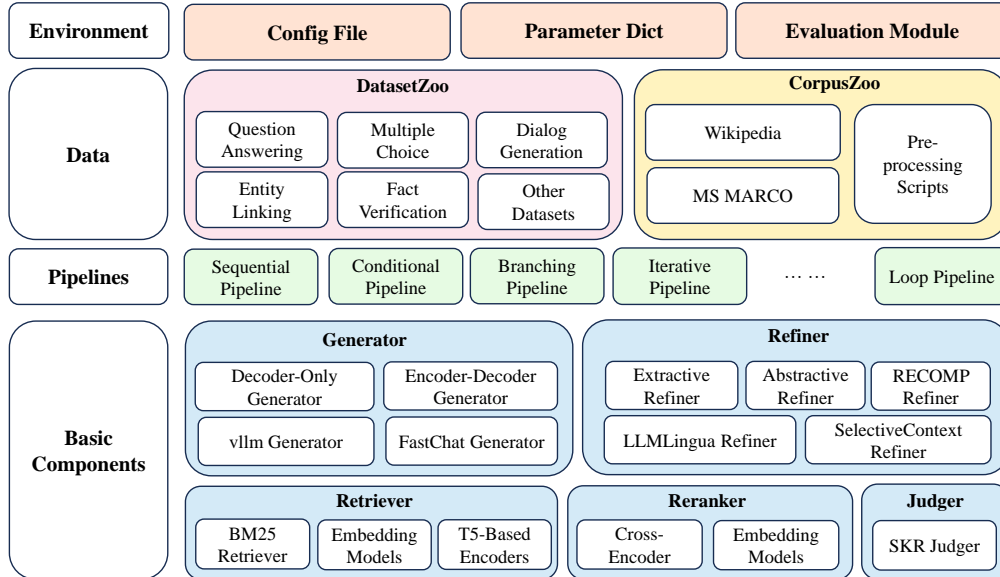 Environment
Config File
Parameter Dict
Evaluation Module
Data
DatasetZoo
Question
Answering
Multiple
Choice
Dialog
Generation
Entity
Linking
Fact
Verification
Other
Datasets
CorpusZoo
Wikipedia
MS MARCO
Pre-
processing
Scripts
Pipelines
Sequential
Pipeline
Conditional
Pipeline
Branching
Pipeline
Iterative
Pipeline
... ...
Loop Pipeline
Basic
Components
Generator
Decoder-Only
Generator
Encoder-Decoder
Generator
vllm Generator
FastChat Generator
Refiner
Extractive
Refiner
Abstractive
Refiner
RECOMP
Refiner
LLMLingua Refiner
SelectiveContext
Refiner
Retriever
BM25
Retriever
Embedding
Models
T5-Based
Encoders
Reranker
Cross-
Encoder
Embedding
Models
Judger
SKR Judger